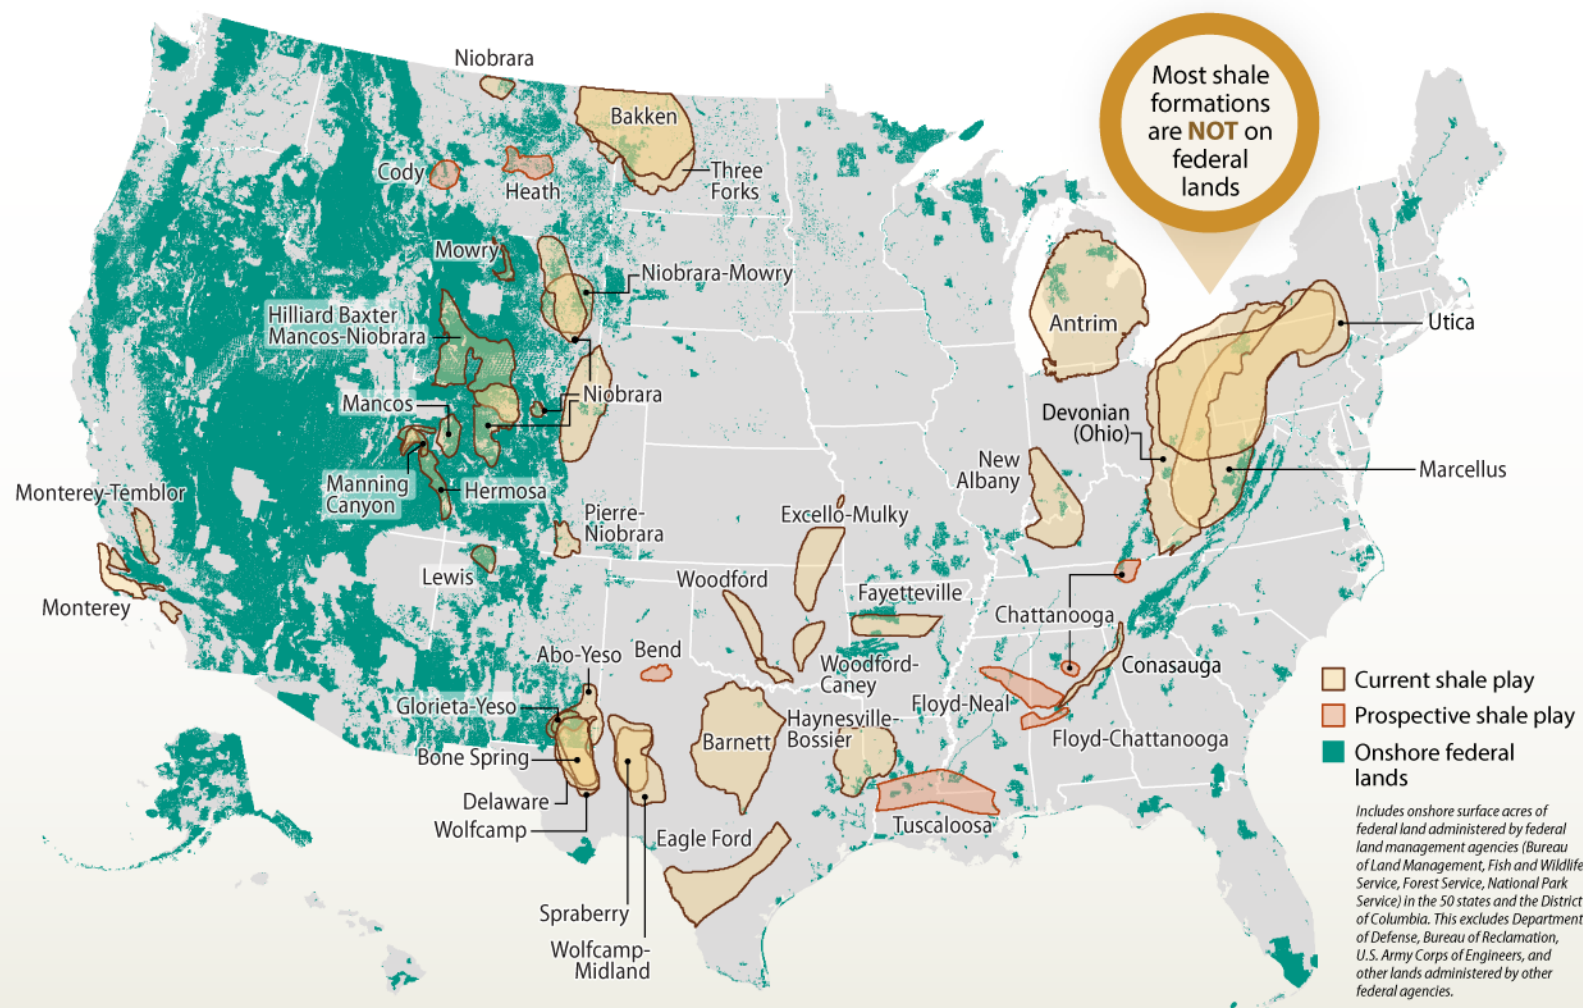 Niobrara
Most shale
formations
are NOT on
federal
lands
Bakken
Cody
Heath
Three
Forks
Mowry
Niobrara-Mowry
Hilliard Baxter
Mancos-Niobrara
Antrim
Utica
Mancos
Niobrara
Devonian
(Ohio)
New
Albany
Marcellus
Manning
Canyon
Hermosa
Monterey-Temblor
Pierre-
Niobrara
Excello-Mulky
Lewis
Woodford
Fayetteville
Monterey
Chattanooga
Abo-Yeso
Bend
Woodford-
Caney
Conasauga
Glorieta-Yeso
Floyd-Neal
Haynesville-
Bossier
Barnett
Floyd-Chattanooga
Bone Spring
Delaware
Wolfcamp
Tuscaloosa
Eagle Ford
Spraberry
Wolfcamp-
Midland
Current shale play
Prospective shale play
Onshore federal
lands
Includes onshore surface acres of
federal land administered by federal
land management agencies (Bureau
of Land Management, Fish and Wildlife
Service, Forest Service, National Park
Service) in the 50 states and the District
of Columbia. This excludes Department
of Defense, Bureau of Reclamation,
U.S. Army Corps of Engineers, and
other lands administered by other
federal agencies.